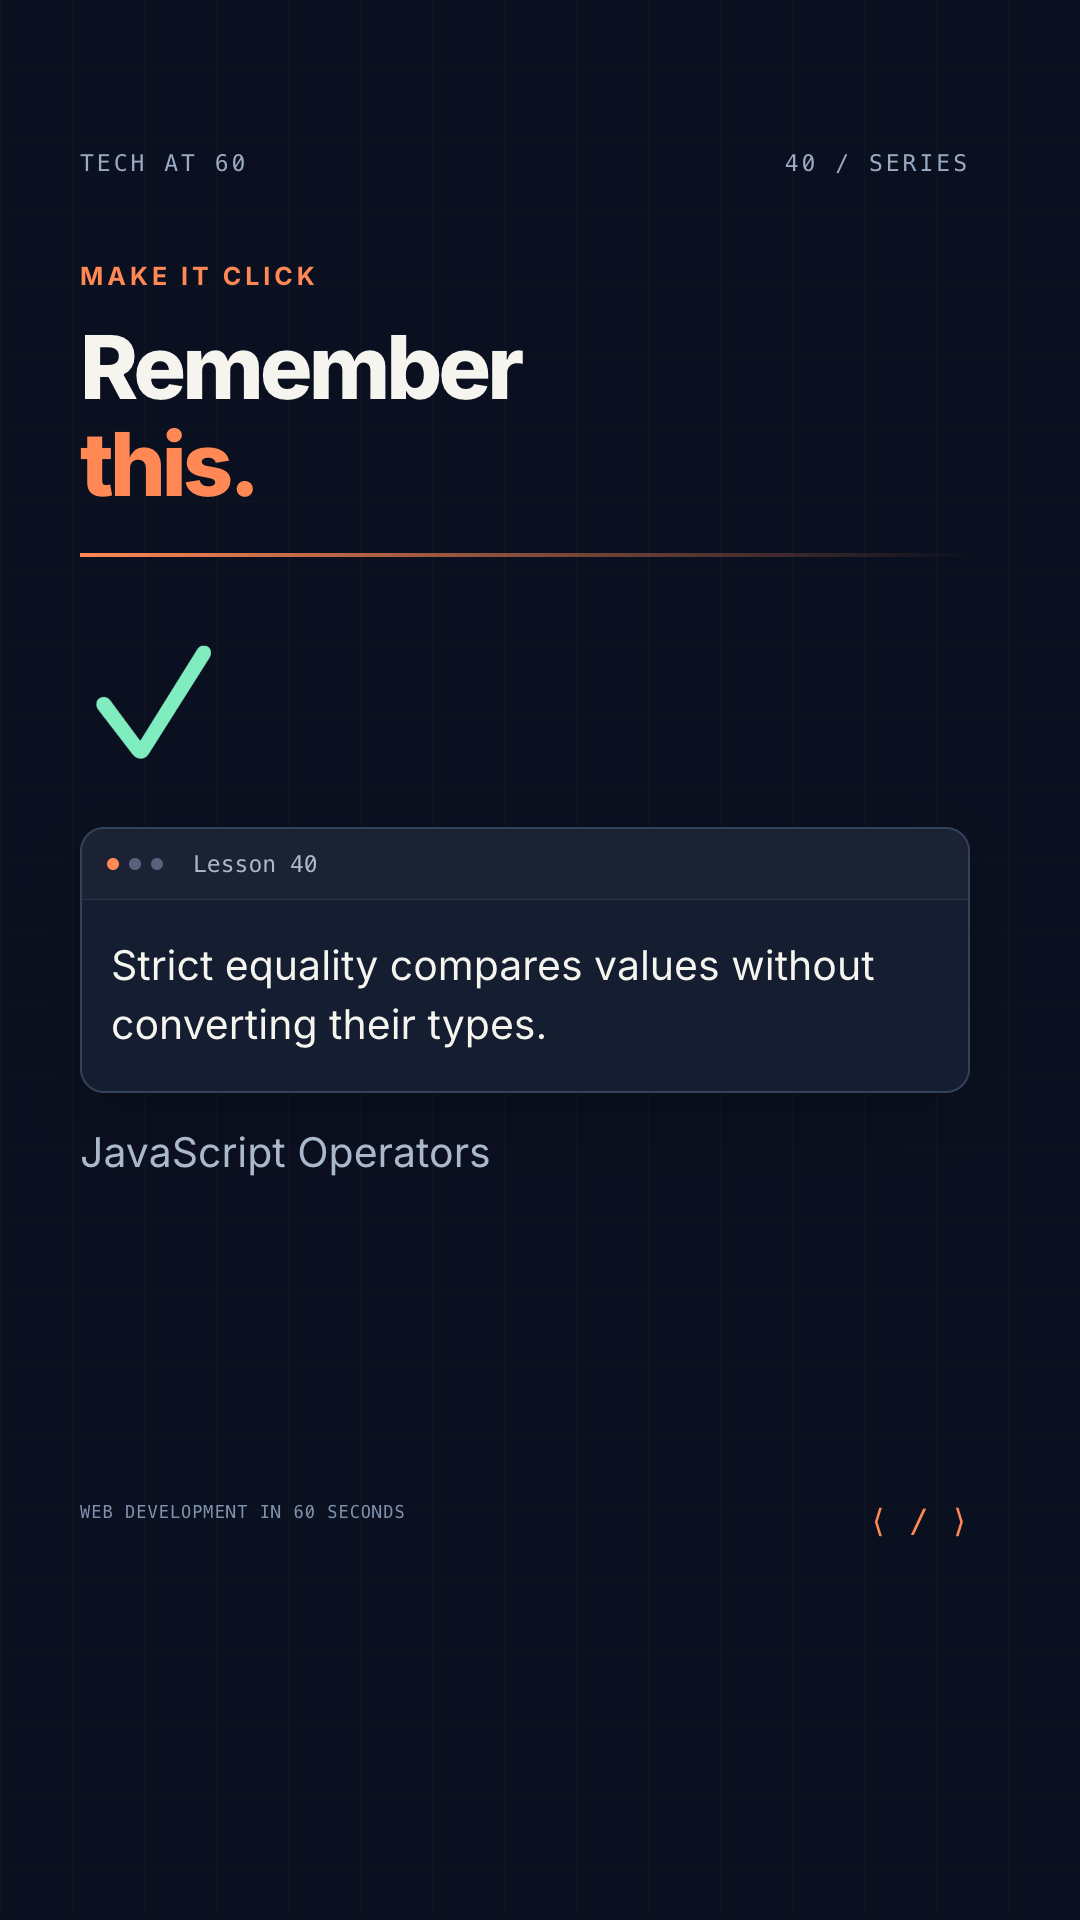 TECH AT 60
40 / SERIES
MAKE IT CLICK
Remember
this.
Lesson 40
Strict equality compares values without
converting their types.
JavaScript Operators
WEB DEVELOPMENT IN 60 SECONDS
⟨ / ⟩